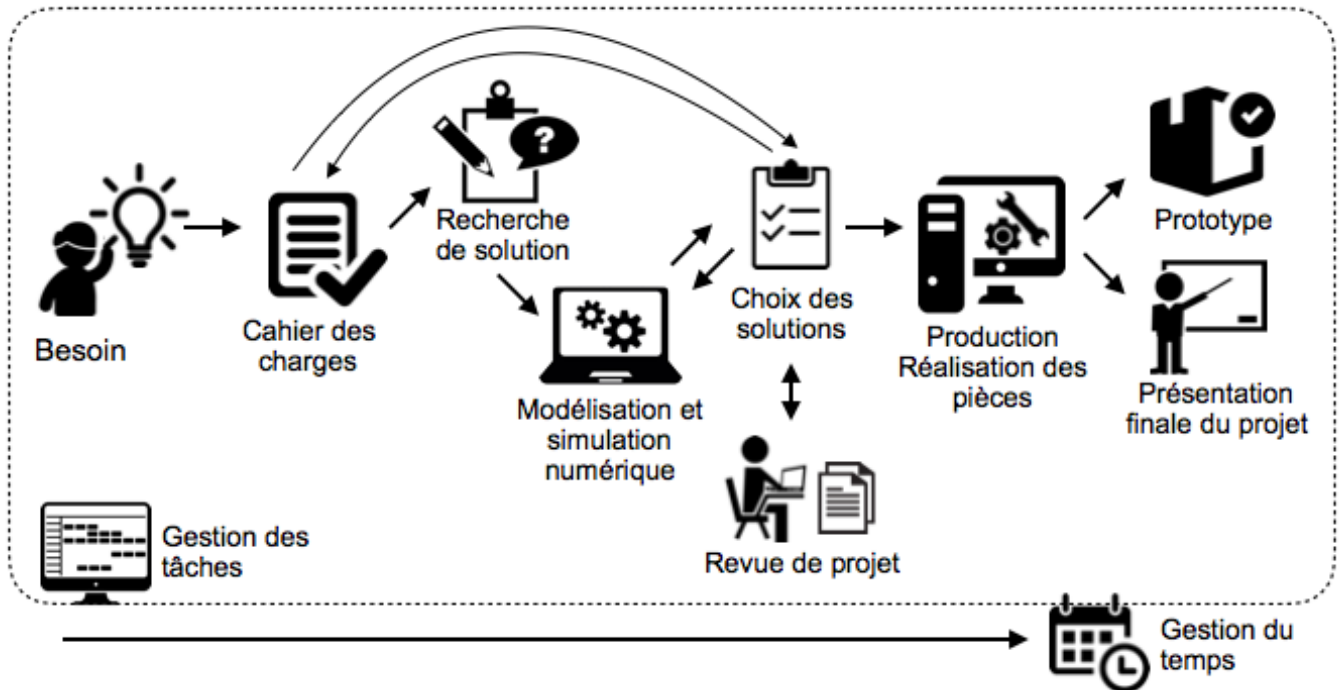 Besoin
Cahier des
charges
?
Recherche
de solution
Modélisation et
simulation
numérique
Choix des
solutions
Revue de projet
Production
Réalisation des
pièces
Prototype
Présentation
finale du projet
Gestion des
tâches
Gestion du
temps